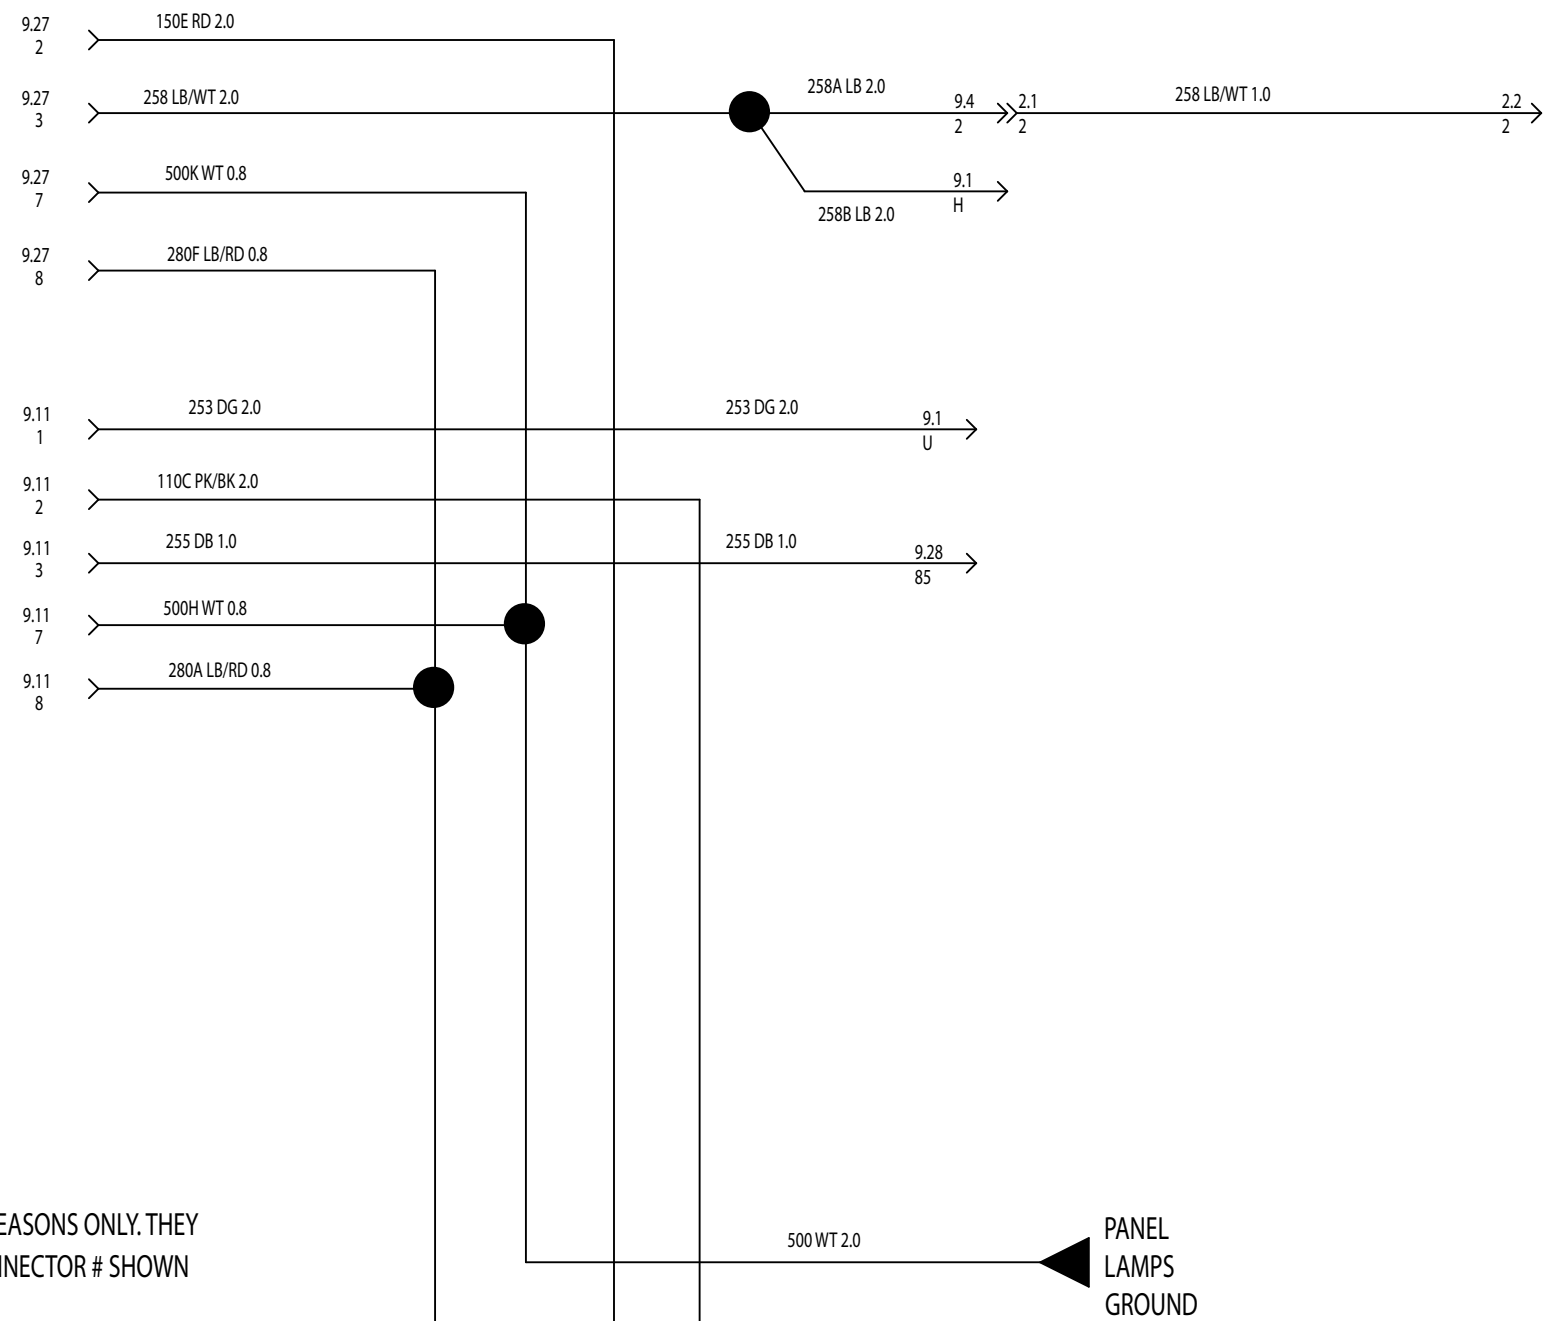 9.27
2
150E RD 2.0
9.27
3
258 LB/WT 2.0
258A LB 2.0
9.4
2
2.1
2
258 LB/WT 1.0
2.2
2
9.27
7
500K WT 0.8
9.1
H
258B LB 2.0
9.27
8
280F LB/RD 0.8
9.11
1
253 DG 2.0
253 DG 2.0
9.1
U
9.11
2
110C PK/BK 2.0
9.11
3
255 DB 1.0
255 DB 1.0
9.28
85
9.11
7
500H WT 0.8
9.11
8
280A LB/RD 0.8
EASONS ONLY. THEY
NNECTOR # SHOWN
500 WT 2.0
PANEL
LAMPS
GROUND